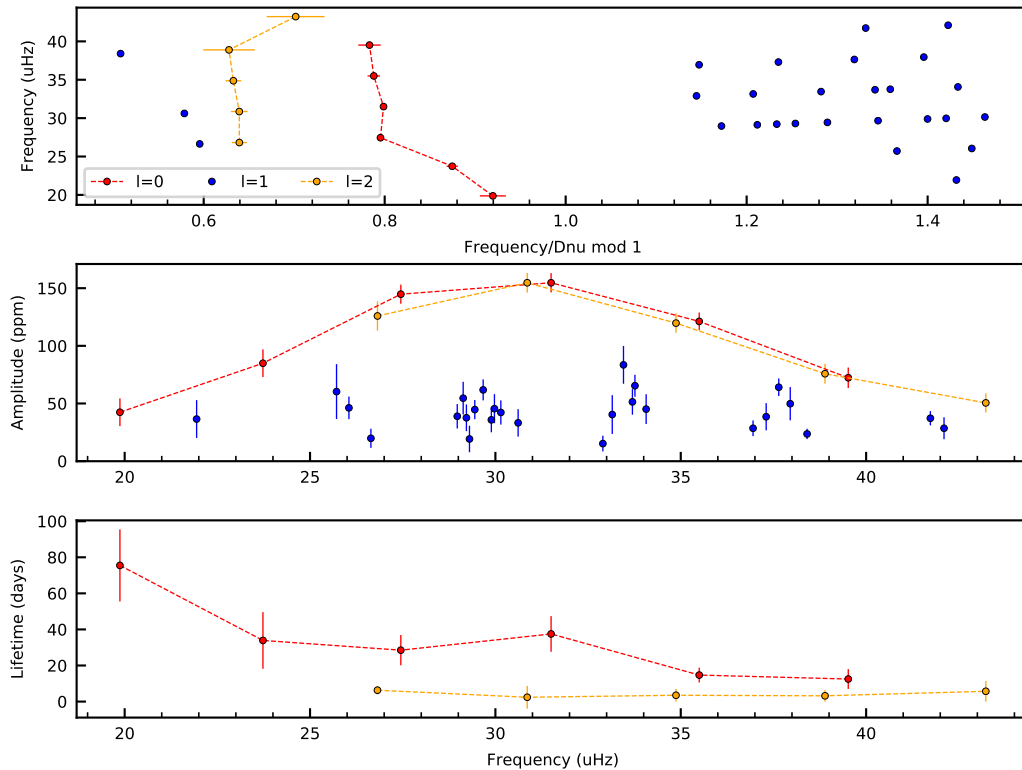 40
35
30
25
20
Frequency (uHz)
l=0 l=1 l=2
0.6 0.8 1.0 1.2 1.4
Frequency/Dnu mod 1
150
100
50
0
Amplitude (ppm)
20 25 30 35 40
100
80
60
40
20
0
Lifetime (days)
20 25 30 35 40
Frequency (uHz)